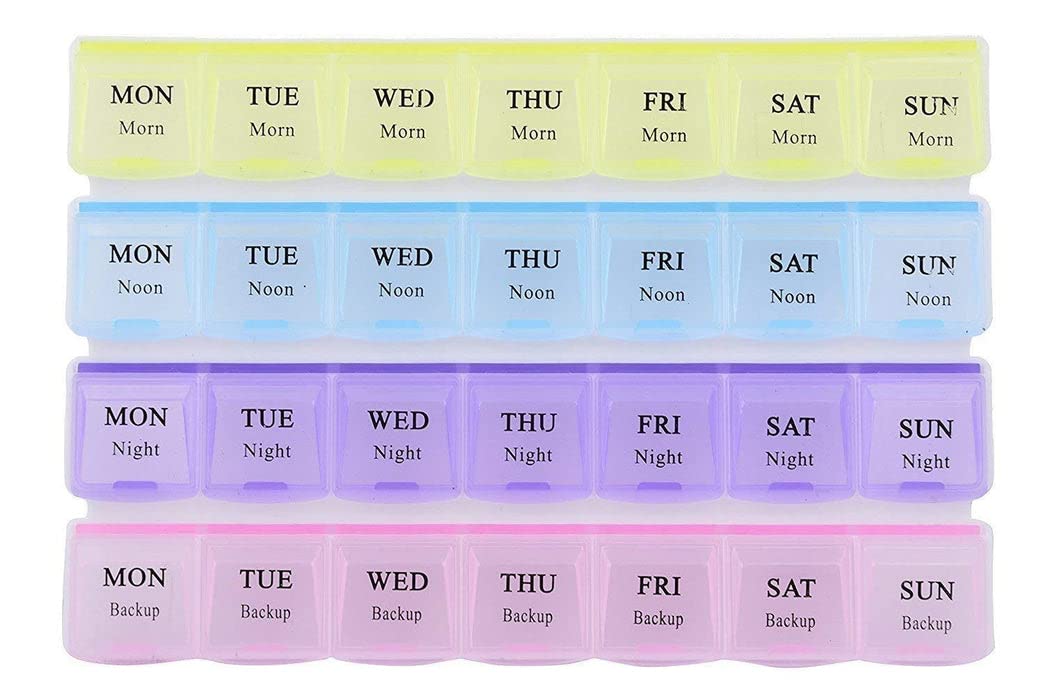 MON TUE WED THU FRI SAT SUN
Morn Morn Morn Morn Morn Morn Morn
MON TUE WED THU FRI SAT SUN
Noon Noon Noon Noon Noon Noon Noon
MON TUE WED THU FRI SAT SUN
Night Night Night Night Night Night Night
MON TUE WED THU FRI SAT SUN
Backup Backup Backup Backup Backup Backup Backup